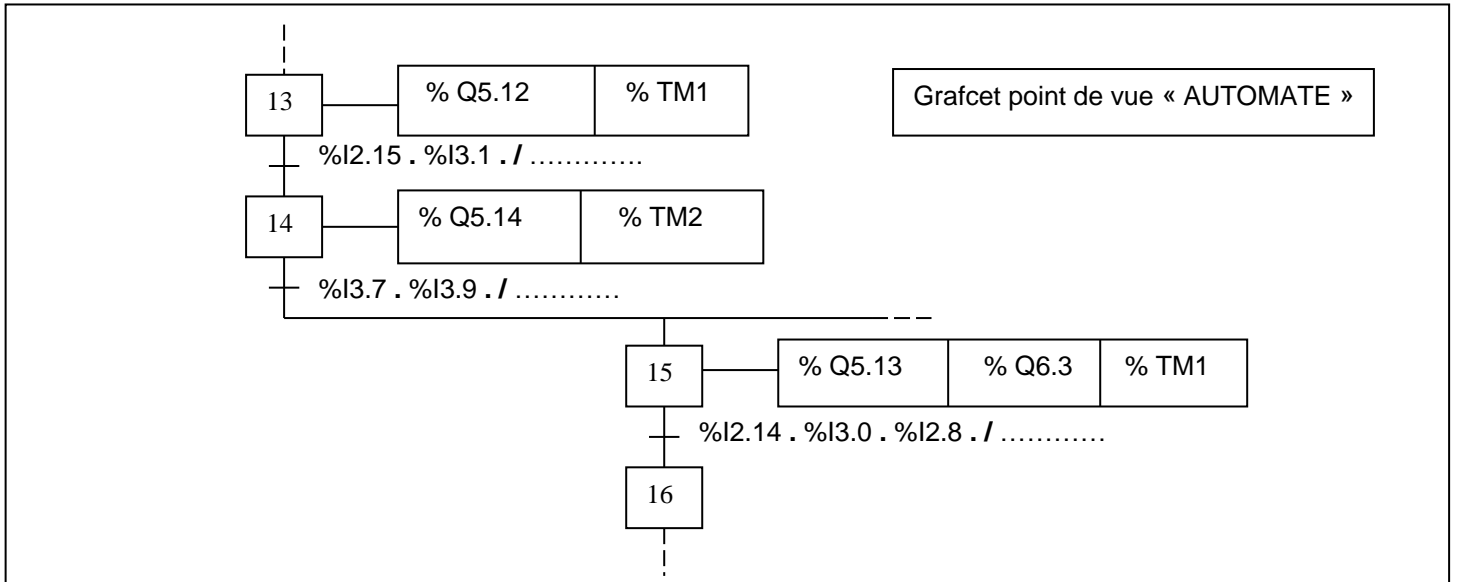 13 % Q5.12 % TM1 Grafcet point de vue « AUTOMATE »
%I2.15 . %I3.1 . / ………….
14 % Q5.14 % TM2
%I3.7 . %I3.9 . / …………
15 % Q5.13 % Q6.3 % TM1
%I2.14 . %I3.0 . %I2.8 . / …………
16